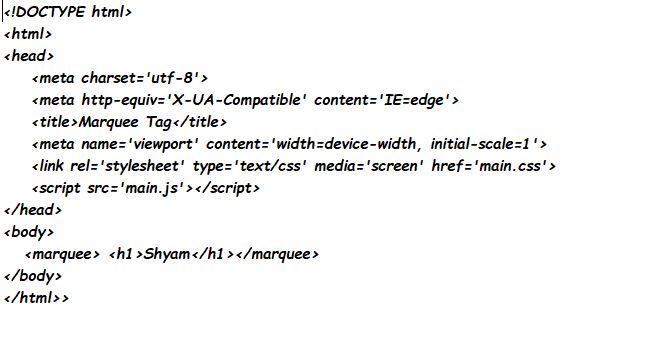 <!DOCTYPE html>
<html>
<head>
    <meta charset='utf-8'>
    <meta http-equiv='X-UA-Compatible' content='IE=edge'>
    <title>Marquee Tag</title>
    <meta name='viewport' content='width=device-width, initial-scale=1'>
    <link rel='stylesheet' type='text/css' media='screen' href='main.css'>
    <script src='main.js'></script>
</head>
<body>
   <marquee> <h1>Shyam</h1></marquee>
</body>
</html>>